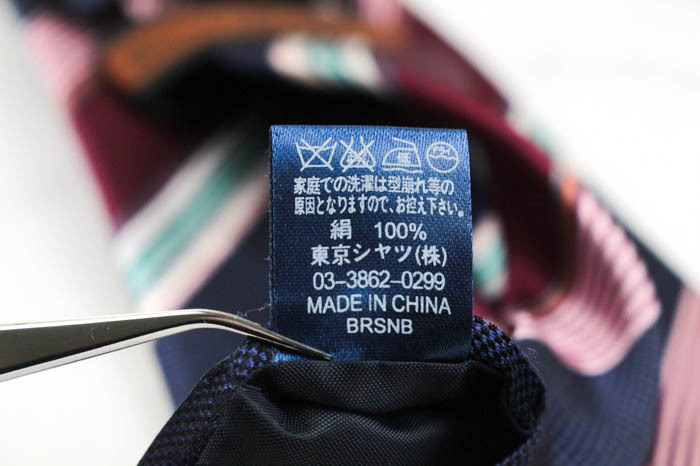 家庭での洗濯は型崩れ等の
原因となりますので、お控え下さい。
絹 100%
東京シャツ(株)
03-3862-0299
MADE IN CHINA
BRSNB